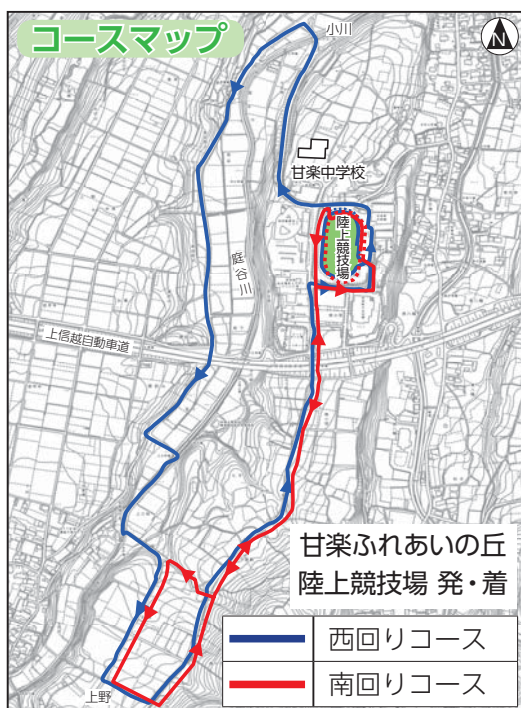 コースマップ
N
小川
甘楽中学校
陸上競技場
庭谷川
上信越自動車道
甘楽ふれあいの丘
陸上競技場 発・着
西回りコース
南回りコース
上野